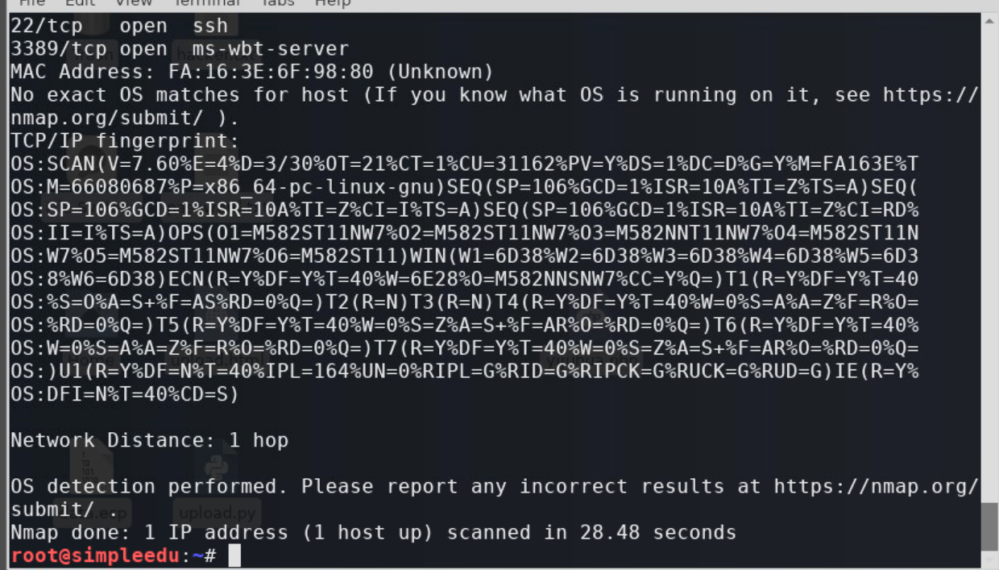 File Edit View Terminal Tabs Help
22/tcp   open  ssh
3389/tcp open  ms-wbt-server
MAC Address: FA:16:3E:6F:98:80 (Unknown)
No exact OS matches for host (If you know what OS is running on it, see https://
nmap.org/submit/ ).
TCP/IP fingerprint:
OS:SCAN(V=7.60%E=4%D=3/30%OT=21%CT=1%CU=31162%PV=Y%DS=1%DC=D%G=Y%M=FA163E%T
OS:M=66080687%P=x86_64-pc-linux-gnu)SEQ(SP=106%GCD=1%ISR=10A%TI=Z%TS=A)SEQ(
OS:SP=106%GCD=1%ISR=10A%TI=Z%CI=I%TS=A)SEQ(SP=106%GCD=1%ISR=10A%TI=Z%CI=RD%
OS:II=I%TS=A)OPS(O1=M582ST11NW7%O2=M582ST11NW7%O3=M582NNT11NW7%O4=M582ST11N
OS:W7%O5=M582ST11NW7%O6=M582ST11)WIN(W1=6D38%W2=6D38%W3=6D38%W4=6D38%W5=6D3
OS:8%W6=6D38)ECN(R=Y%DF=Y%T=40%W=6E28%O=M582NNSNW7%CC=Y%Q=)T1(R=Y%DF=Y%T=40
OS:%S=O%A=S+%F=AS%RD=0%Q=)T2(R=N)T3(R=N)T4(R=Y%DF=Y%T=40%W=0%S=A%A=Z%F=R%O=
OS:%RD=0%Q=)T5(R=Y%DF=Y%T=40%W=0%S=Z%A=S+%F=AR%O=%RD=0%Q=)T6(R=Y%DF=Y%T=40%
OS:W=0%S=A%A=Z%F=R%O=%RD=0%Q=)T7(R=Y%DF=Y%T=40%W=0%S=Z%A=S+%F=AR%O=%RD=0%Q=
OS:)U1(R=Y%DF=N%T=40%IPL=164%UN=0%RIPL=G%RID=G%RIPCK=G%RUCK=G%RUD=G)IE(R=Y%
OS:DFI=N%T=40%CD=S)
Network Distance: 1 hop
OS detection performed. Please report any incorrect results at https://nmap.org/
submit/ .
upload.py
Nmap done: 1 IP address (1 host up) scanned in 28.48 seconds
root@simpleedu:~#